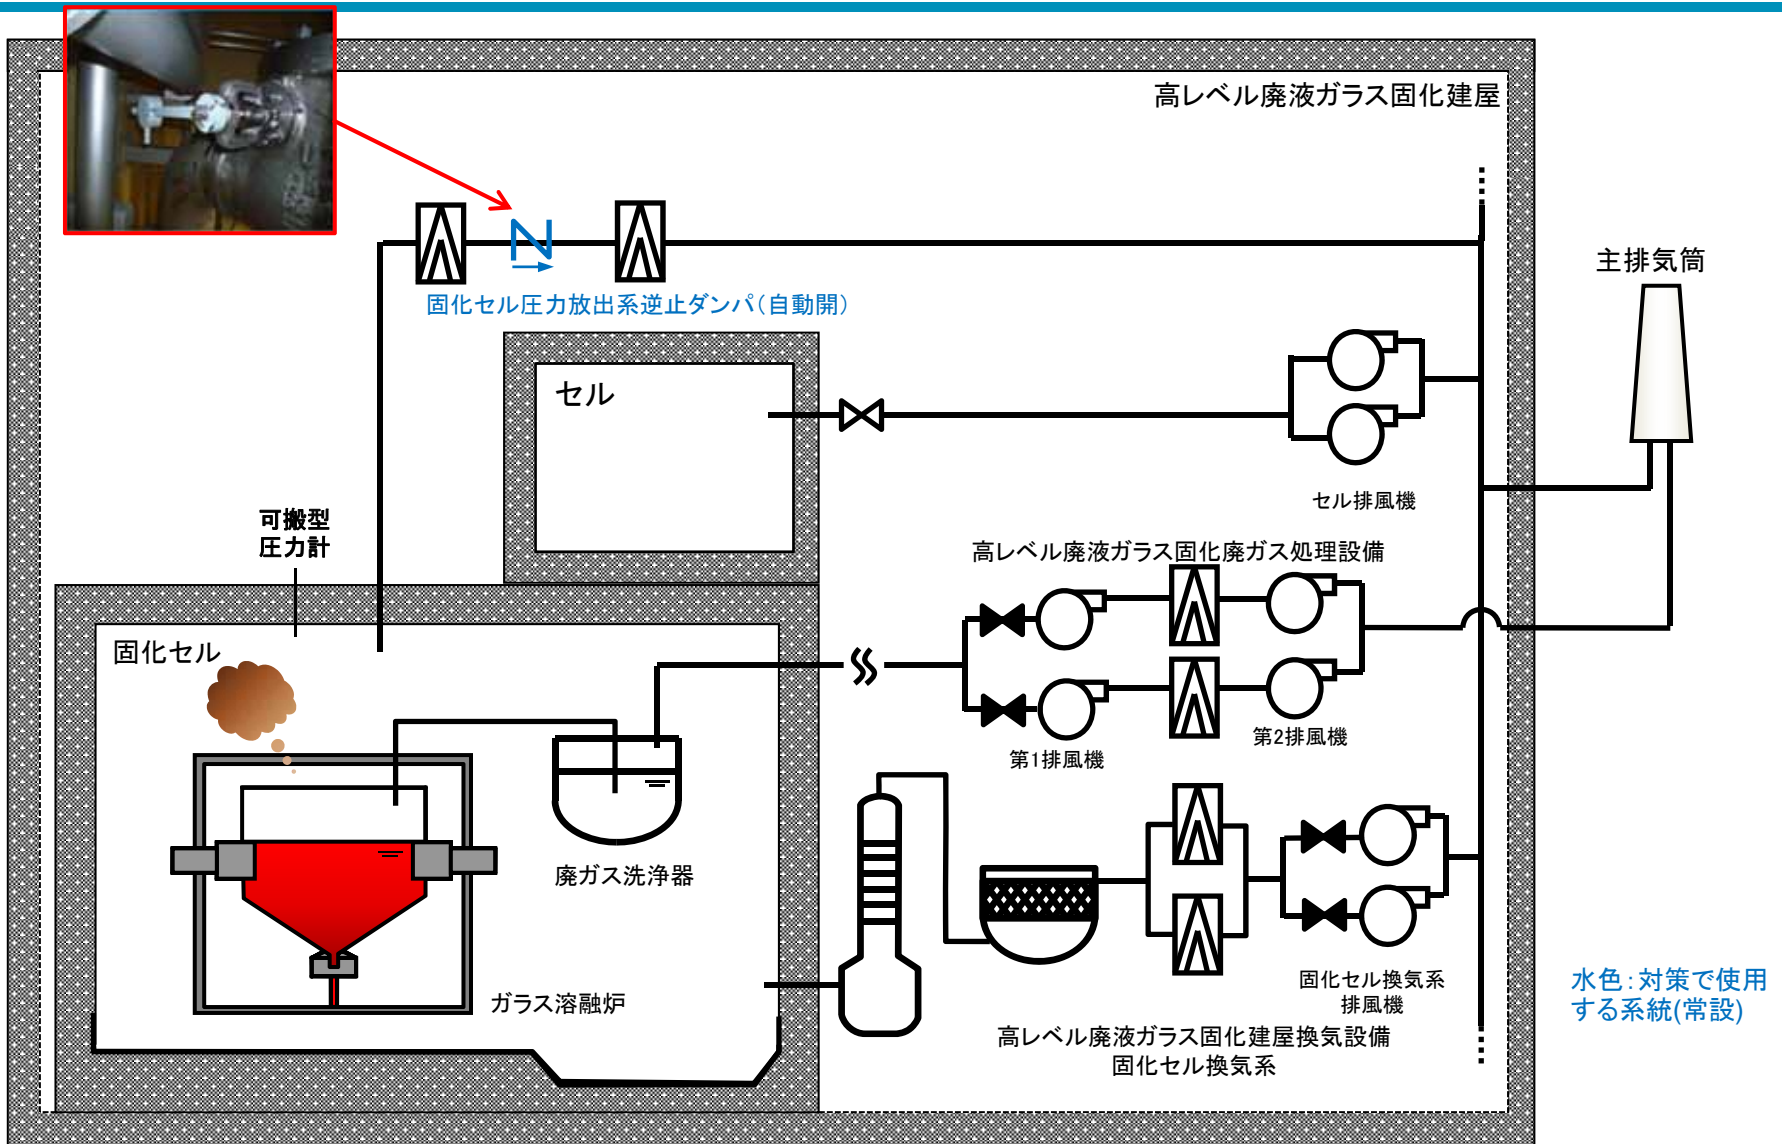 高レベル廃液ガラス固化建屋
主排気筒
固化セル圧力放出系逆止ダンパ(自動開)
セル
セル排風機
可搬型
圧力計
高レベル廃液ガラス固化廃ガス処理設備
固化セル
第1排風機
第2排風機
廃ガス洗浄器
ガラス溶融炉
固化セル換気系
排風機
高レベル廃液ガラス固化建屋換気設備
固化セル換気系
水色:対策で使用
する系統(常設)